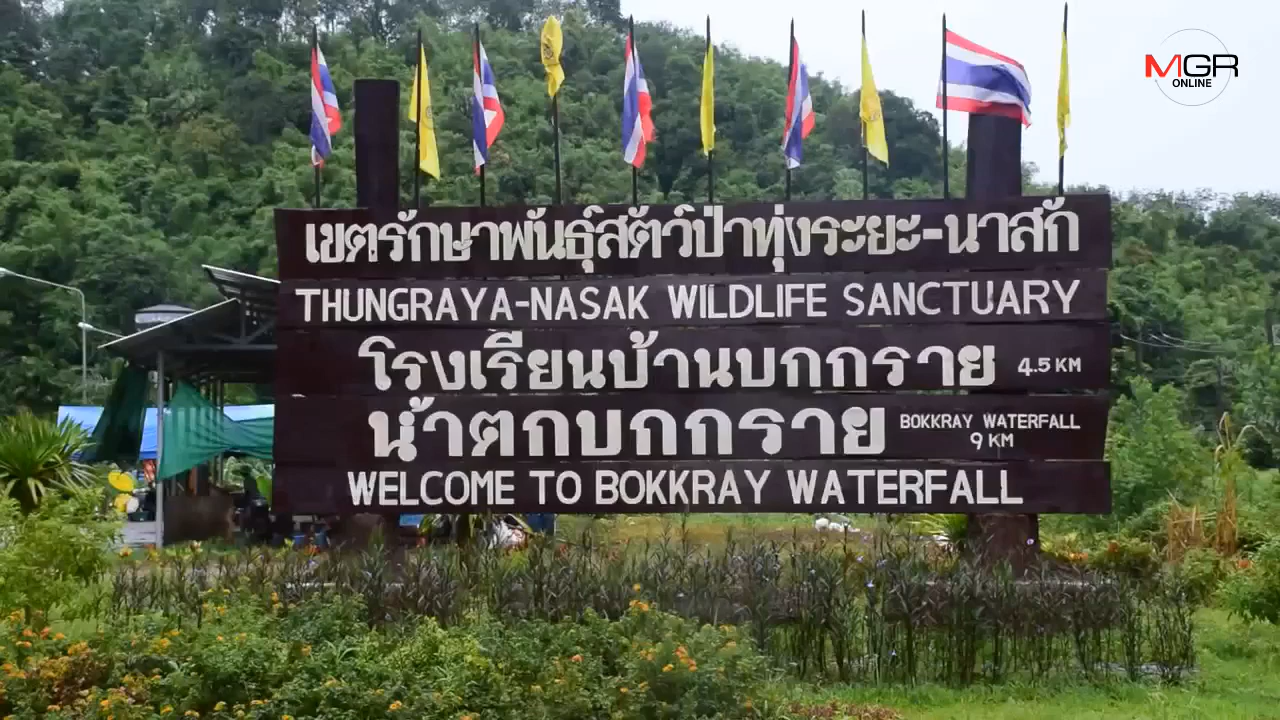 MGR
ONLINE
เขตรักษาพันธุ์สัตว์ป่าทุ่งระยะ-นาสัก
THUNGRAYA-NASAK WILDLIFE SANCTUARY
โรงเรียนบ้านบกกราย 4.5 KM
น้ำตกบกกราย BOKKRAY WATERFALL
9 KM
WELCOME TO BOKKRAY WATERFALL